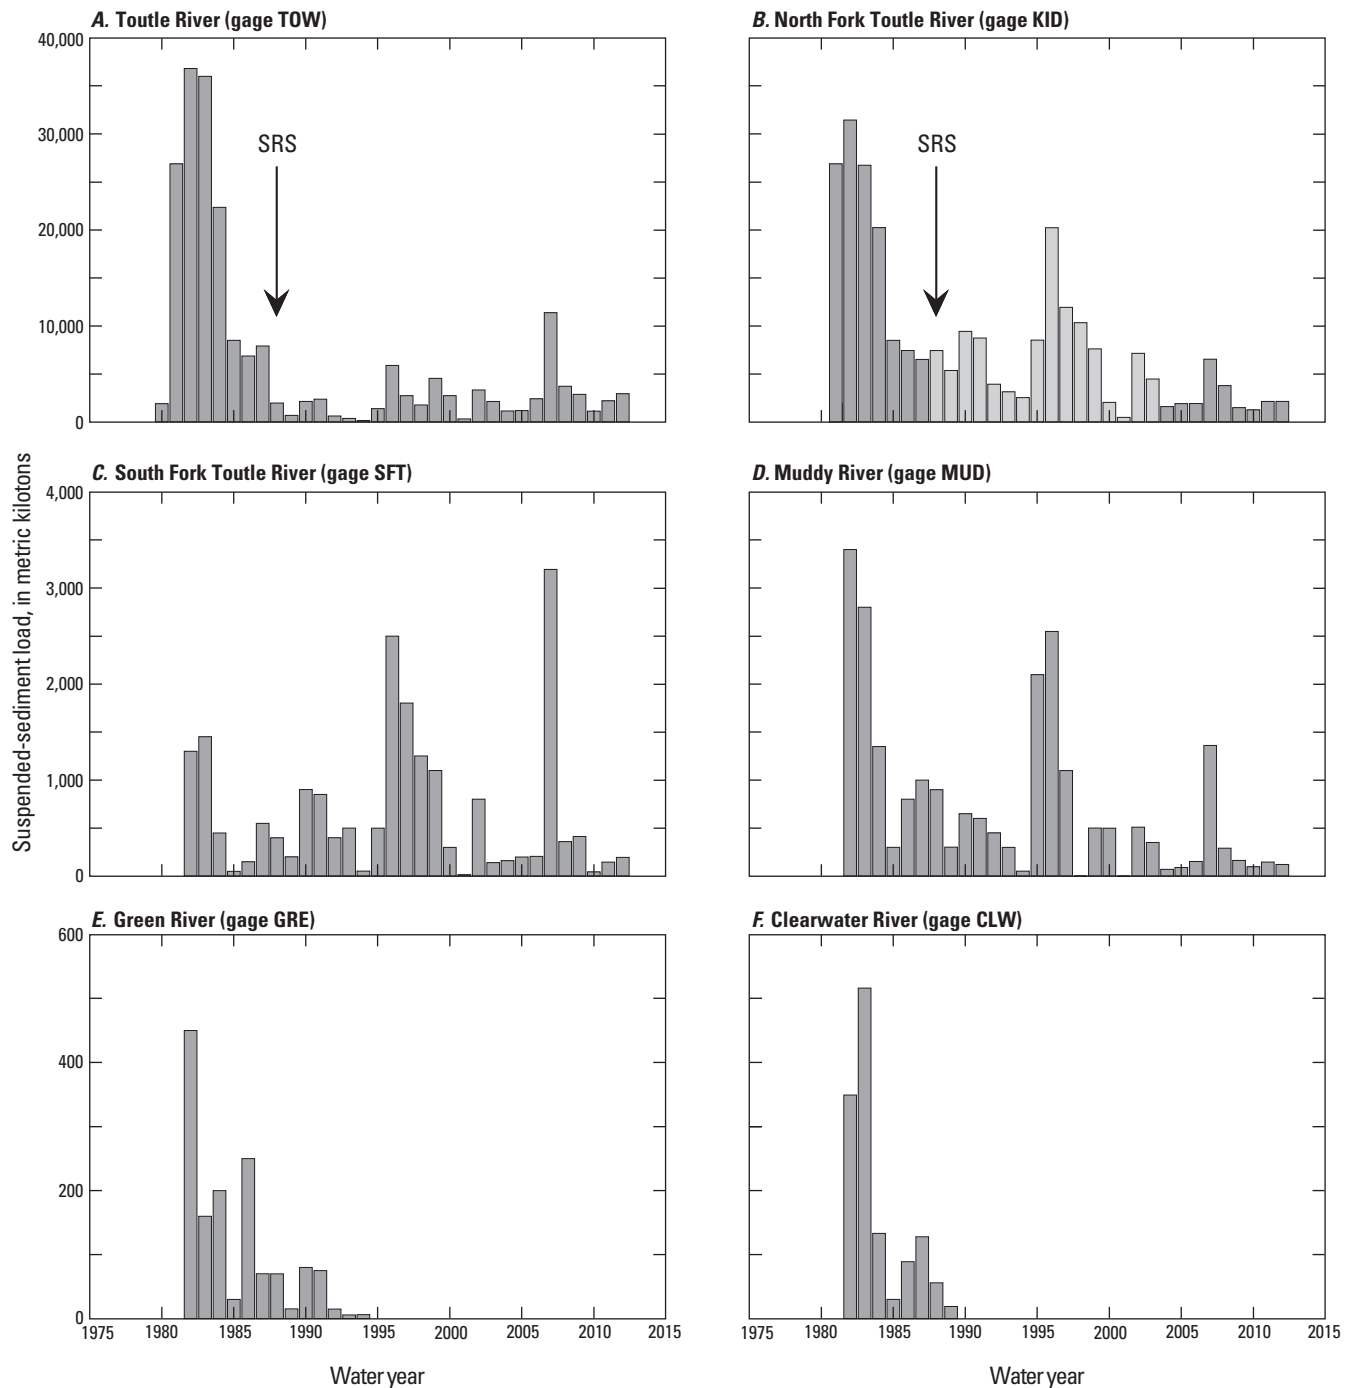 A. Toutle River (gage TOW)
B. North Fork Toutle River (gage KID)
40,000
30,000
20,000
10,000
0
SRS
SRS
C. South Fork Toutle River (gage SFT)
D. Muddy River (gage MUD)
Suspended-sediment load, in metric kilotons
4,000
3,000
2,000
1,000
0
E. Green River (gage GRE)
F. Clearwater River (gage CLW)
600
400
200
0
1975 1980 1985 1990 1995 2000 2005 2010 2015
1975 1980 1985 1990 1995 2000 2005 2010 2015
Water year
Water year